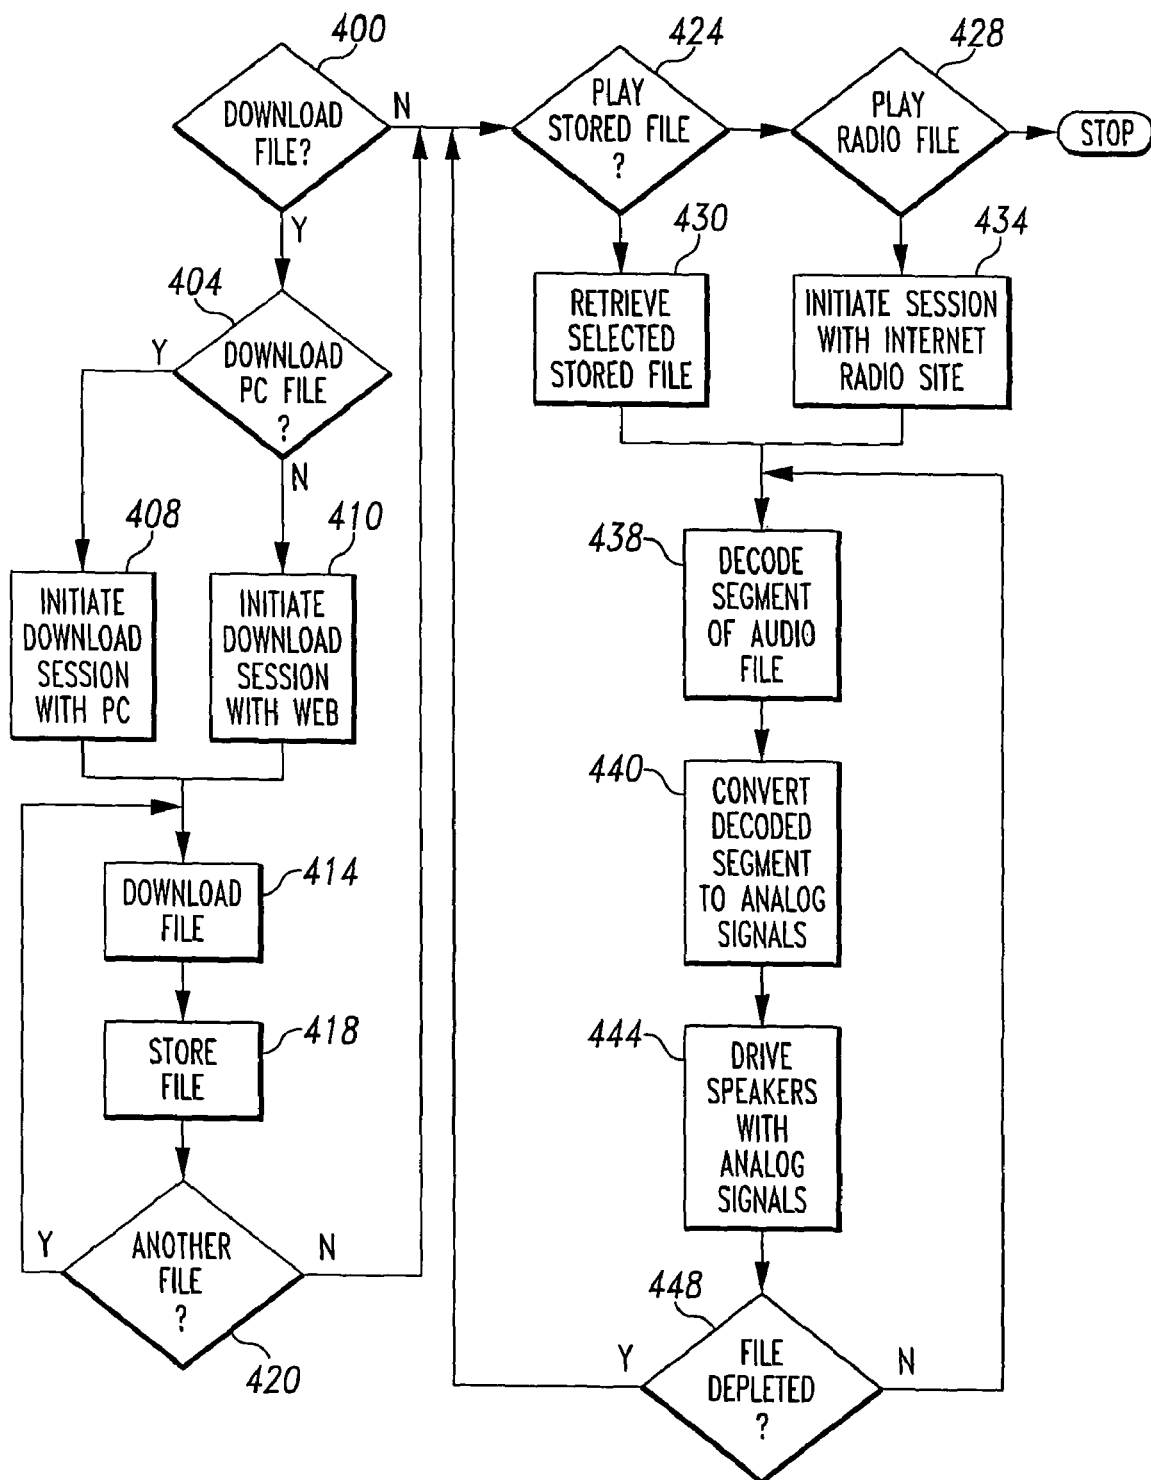 400
DOWNLOAD
FILE?
N
Y
424
PLAY
STORED FILE
?
428
PLAY
RADIO FILE
STOP
404
DOWNLOAD
PC FILE
?
Y
N
430
RETRIEVE
SELECTED
STORED FILE
434
INITIATE SESSION
WITH INTERNET
RADIO SITE
408
INITIATE
DOWNLOAD
SESSION
WITH PC
410
INITIATE
DOWNLOAD
SESSION
WITH WEB
438
DECODE
SEGMENT
OF AUDIO
FILE
414
DOWNLOAD
FILE
440
CONVERT
DECODED
SEGMENT
TO ANALOG
SIGNALS
418
STORE
FILE
444
DRIVE
SPEAKERS
WITH
ANALOG
SIGNALS
Y
ANOTHER
FILE
?
N
420
448
Y
FILE
DEPLETED
?
N